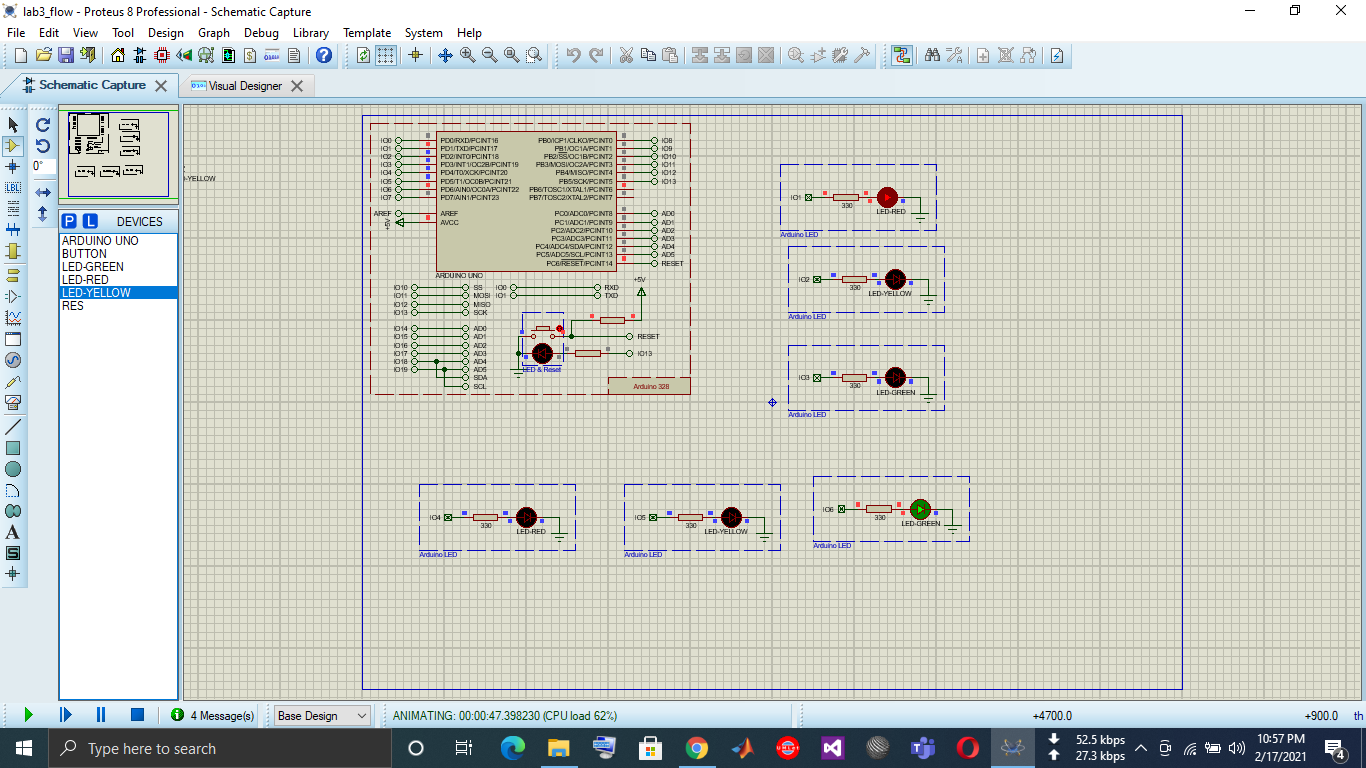 lab3_flow - Proteus 8 Professional - Schematic Capture
File Edit View Tool Design Graph Debug Library Template System Help
Schematic Capture
Visual Designer
0°
P L DEVICES
ARDUINO UNO
BUTTON
LED-GREEN
LED-RED
LED-YELLOW
RES
LBL
A
S
-YELLOW
IO0 PD0/RXD/PCINT16 PB0/ICP1/CLKO/PCINT0 IO8
IO1 PD1/TXD/PCINT17 PB1/OC1A/PCINT1 IO9
IO2 PD2/INT0/PCINT18 PB2/SS/OC1B/PCINT2 IO10
IO3 PD3/INT1/OC2B/PCINT19 PB3/MOSI/OC2A/PCINT3 IO11
IO4 PD4/T0/XCK/PCINT20 PB4/MISO/PCINT4 IO12
IO5 PD5/T1/OC0B/PCINT21 PB5/SCK/PCINT5 IO13
IO6 PD6/AIN0/OC0A/PCINT22 PB6/TOSC1/XTAL1/PCINT6
IO7 PD7/AIN1/PCINT23 PB7/TOSC2/XTAL2/PCINT7
AREF AREF PC0/ADC0/PCINT8 AD0
+5V AVCC PC1/ADC1/PCINT9 AD1
PC2/ADC2/PCINT10 AD2
PC3/ADC3/PCINT11 AD3
PC4/ADC4/SDA/PCINT12 AD4
PC5/ADC5/SCL/PCINT13 AD5
PC6/RESET/PCINT14 RESET
ARDUINO UNO
+5V
IO10 SS IO0 RXD
IO11 MOSI IO1 TXD
IO12 MISO
IO13 SCK
IO14 AD0
IO15 AD1 RESET
IO16 AD2
IO17 AD3 IO13
IO18 AD4
IO19 AD5
SDA
SCL
LED & Reset
Arduino 328
IO1 330 LED-RED
Arduino LED
IO2 330 LED-YELLOW
Arduino LED
IO3 330 LED-GREEN
Arduino LED
IO4 330 LED-RED
Arduino LED
IO5 330 LED-YELLOW
Arduino LED
IO6 330 LED-GREEN
Arduino LED
4 Message(s)
Base Design
ANIMATING: 00:00:47.398230 (CPU load 62%)
+4700.0
+900.0
th
Type here to search
52.5 kbps
27.3 kbps
10:57 PM
2/17/2021
4